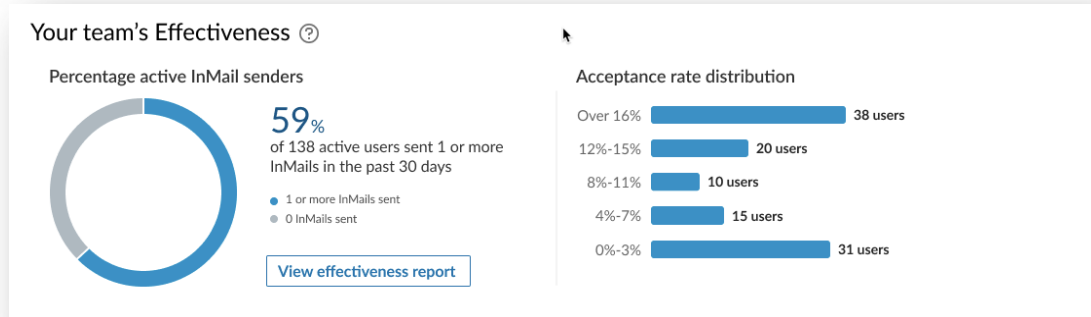 Your team's Effectiveness ?
Percentage active InMail senders
59%
of 138 active users sent 1 or more
InMails in the past 30 days
1 or more InMails sent
0 InMails sent
View effectiveness report
Acceptance rate distribution
Over 16% 38 users
12%-15% 20 users
8%-11% 10 users
4%-7% 15 users
0%-3% 31 users